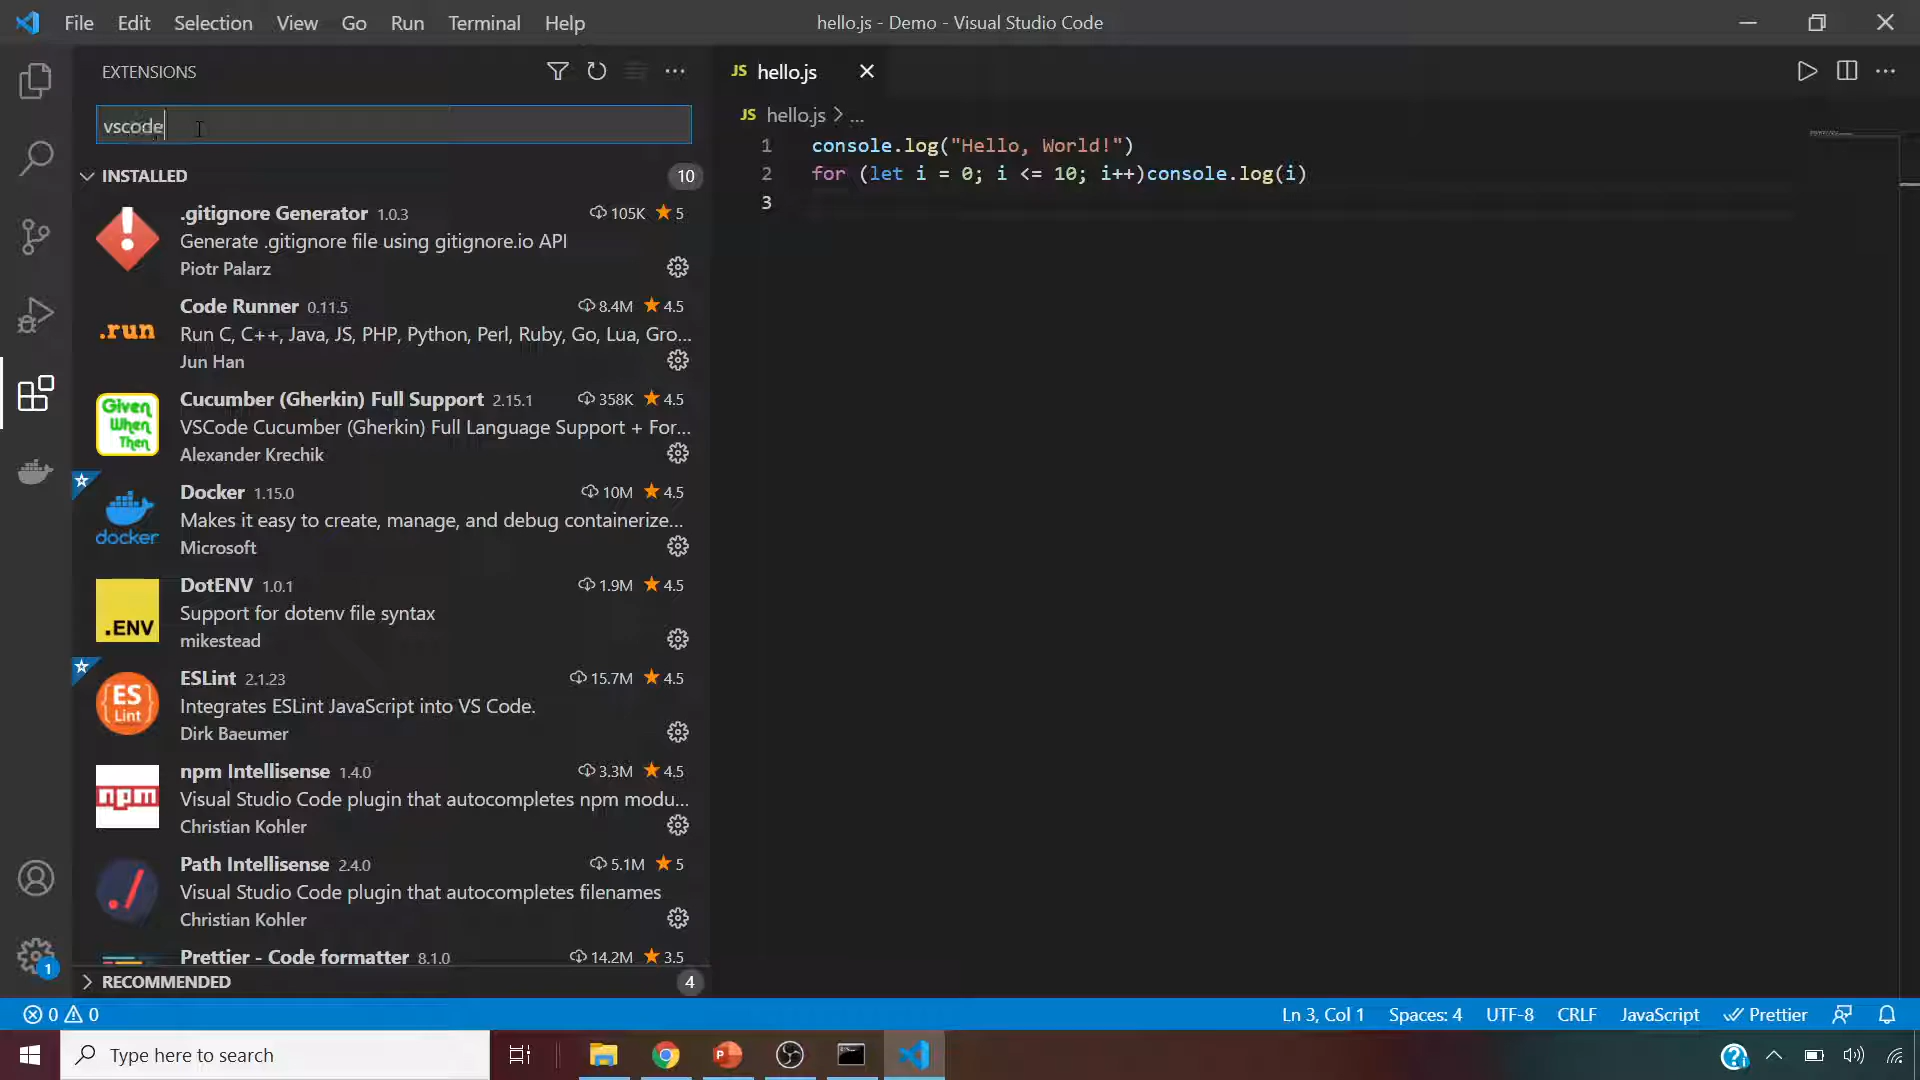 File Edit Selection View Go Run Terminal Help
hello.js - Demo - Visual Studio Code
EXTENSIONS
vscode
INSTALLED 10
.gitignore Generator 1.0.3 105K 5
Generate .gitignore file using gitignore.io API
Piotr Palarz
.run
Code Runner 0.11.5 8.4M 4.5
Run C, C++, Java, JS, PHP, Python, Perl, Ruby, Go, Lua, Gro...
Jun Han
Given
When
Then
Cucumber (Gherkin) Full Support 2.15.1 358K 4.5
VSCode Cucumber (Gherkin) Full Language Support + For...
Alexander Krechik
docker
Docker 1.15.0 10M 4.5
Makes it easy to create, manage, and debug containerize...
Microsoft
.ENV
DotENV 1.0.1 1.9M 4.5
Support for dotenv file syntax
mikestead
ES
Lint
ESLint 2.1.23 15.7M 4.5
Integrates ESLint JavaScript into VS Code.
Dirk Baeumer
npm
npm Intellisense 1.4.0 3.3M 4.5
Visual Studio Code plugin that autocompletes npm modu...
Christian Kohler
./
Path Intellisense 2.4.0 5.1M 5
Visual Studio Code plugin that autocompletes filenames
Christian Kohler
Prettier - Code formatter 8.1.0 14.2M 3.5
RECOMMENDED 4
1
JS hello.js
JS hello.js > ...
1 console.log("Hello, World!")
2 for (let i = 0; i <= 10; i++)console.log(i)
3
0 0
Ln 3, Col 1 Spaces: 4 UTF-8 CRLF JavaScript Prettier
Type here to search